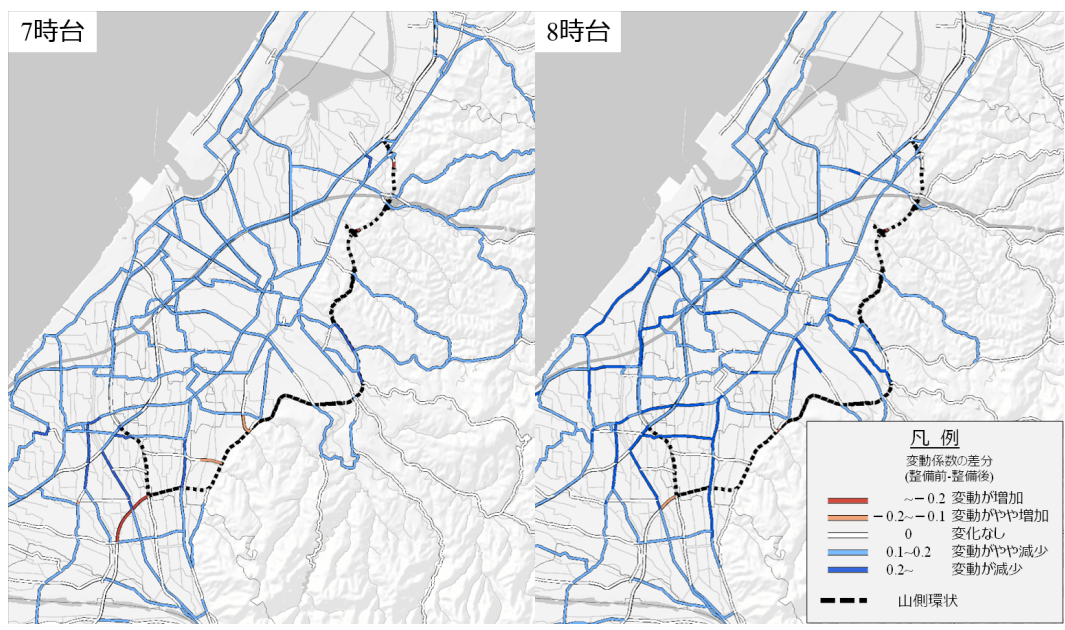 7時台
8時台
凡 例
変動係数の差分
(整備前-整備後)
~−0.2 変動が増加
−0.2~−0.1 変動がやや増加
0 変化なし
0.1~0.2 変動がやや減少
0.2~ 変動が減少
山側環状